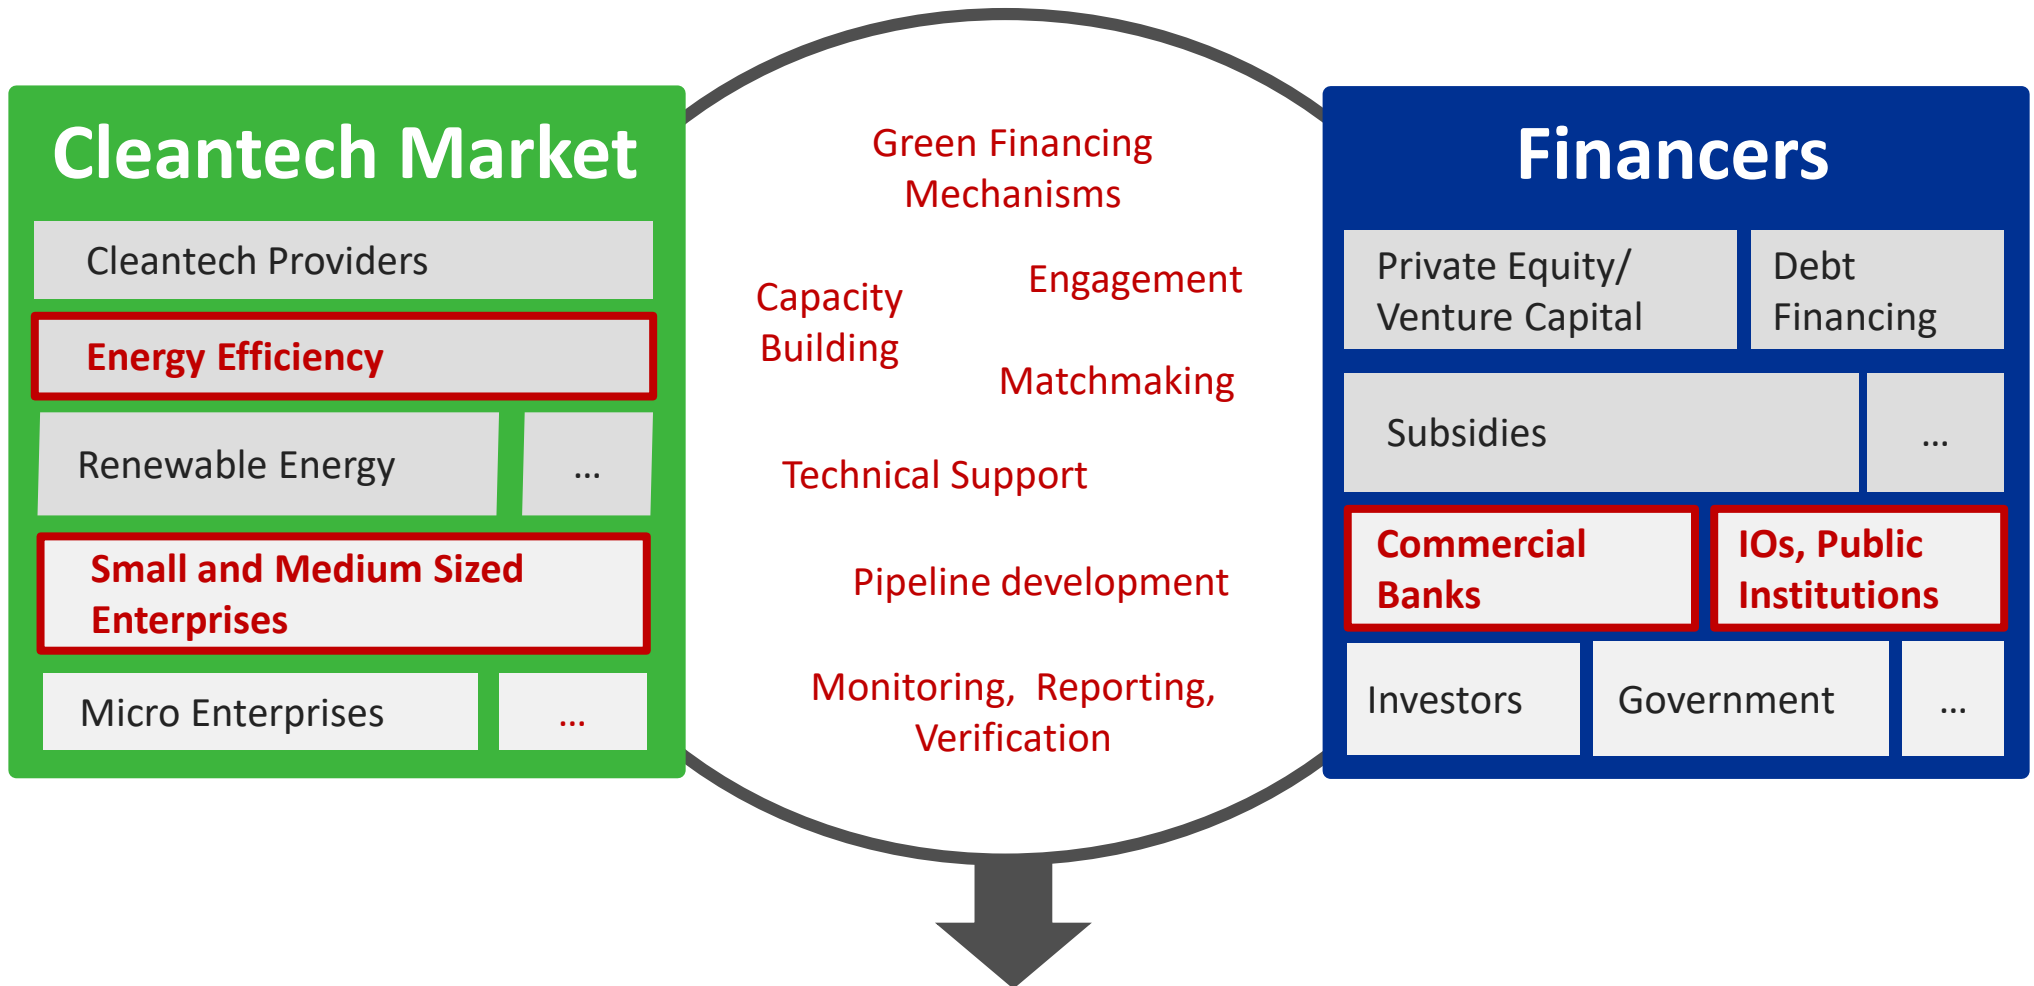 Cleantech Market
Cleantech Providers
Energy Efficiency
Renewable Energy
...
Small and Medium Sized
Enterprises
Micro Enterprises
...
Green Financing
Mechanisms
Engagement
Capacity
Building
Matchmaking
Technical Support
Pipeline development
Monitoring,  Reporting,
Verification
Financers
Private Equity/
Venture Capital
Debt
Financing
Subsidies
...
Commercial
Banks
IOs, Public
Institutions
Investors
Government
...